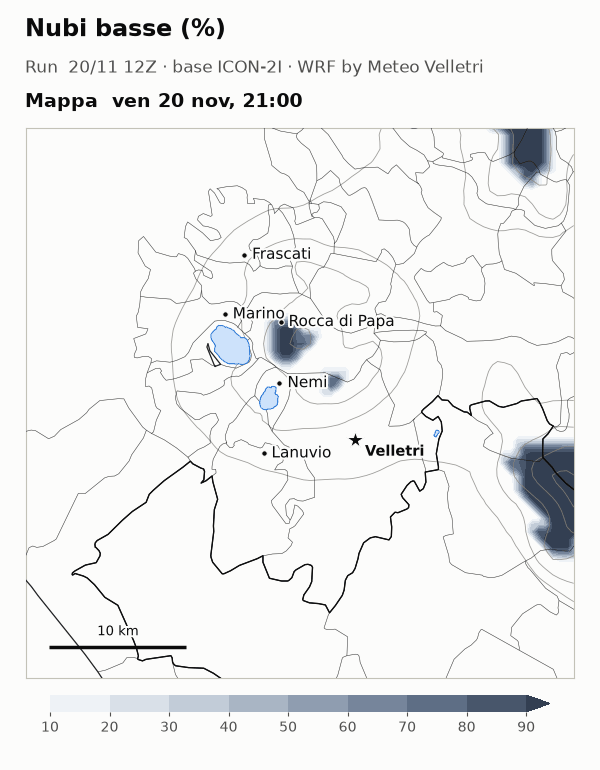 Nubi basse (%)
Run  20/11 12Z · base ICON-2I · WRF by Meteo Velletri
Mappa  ven 20 nov, 21:00
Frascati
Marino
Rocca di Papa
Nemi
Velletri
Lanuvio
10 km
10 20 30 40 50 60 70 80 90